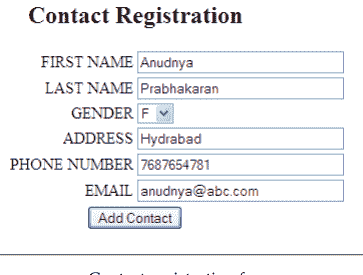 Contact Registration
FIRST NAME Anudnya
LAST NAME Prabhakaran
GENDER F
ADDRESS Hydrabad
PHONE NUMBER 7687654781
EMAIL anudnya@abc.com
Add Contact